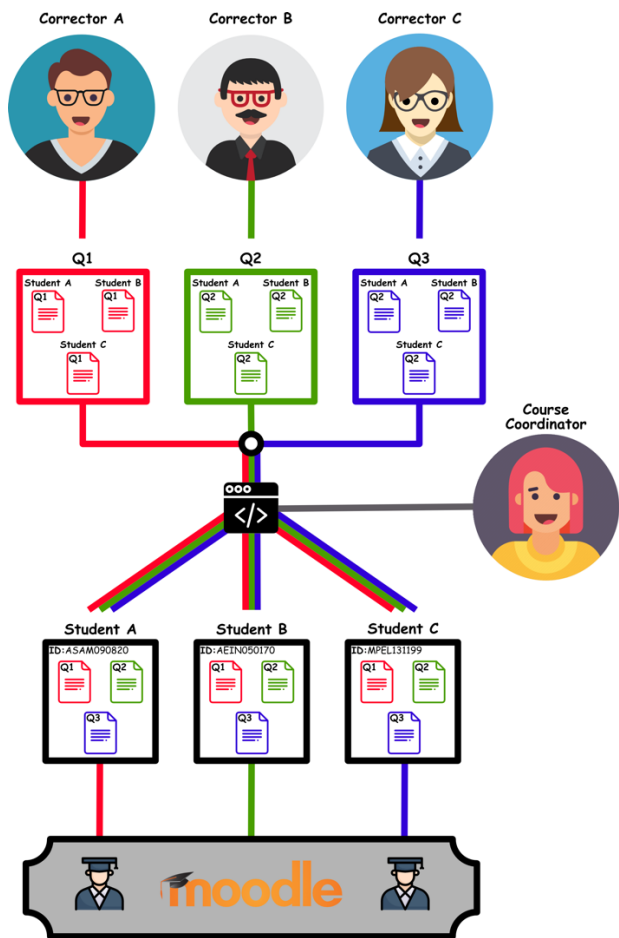 Corrector A
Corrector B
Corrector C
Q1
Q2
Q3
Student A
Student B
Q1
Q1
Student C
Q1
Student A
Student B
Q2
Q2
Student C
Q2
Student A
Student B
Q2
Q2
Student C
Q2
Course
Coordinator
</>
Student A
Student B
Student C
ID:ASAM090820
Q1
Q2
Q3
ID:AEIN050170
Q1
Q2
Q3
ID:MPEL131199
Q1
Q2
Q3
moodle